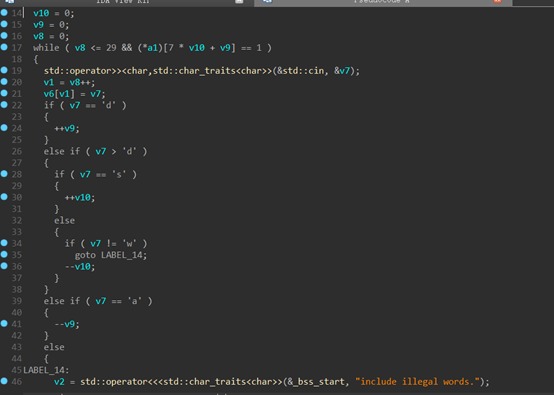 IDA View-RIP
Pseudocode-A
14 v10 = 0;
15 v9 = 0;
16 v8 = 0;
17 while ( v8 <= 29 && (*a1)[7 * v10 + v9] == 1 )
18 {
19 std::operator>><char,std::char_traits<char>>(&std::cin, &v7);
20 v1 = v8++;
21 v6[v1] = v7;
22 if ( v7 == 'd' )
23 {
24 ++v9;
25 }
26 else if ( v7 > 'd' )
27 {
28 if ( v7 == 's' )
29 {
30 ++v10;
31 }
32 else
33 {
34 if ( v7 != 'w' )
35 goto LABEL_14;
36 --v10;
37 }
38 }
39 else if ( v7 == 'a' )
40 {
41 --v9;
42 }
43 else
44 {
45 LABEL_14:
46 v2 = std::operator<<<std::char_traits<char>>(&_bss_start, "include illegal words.");